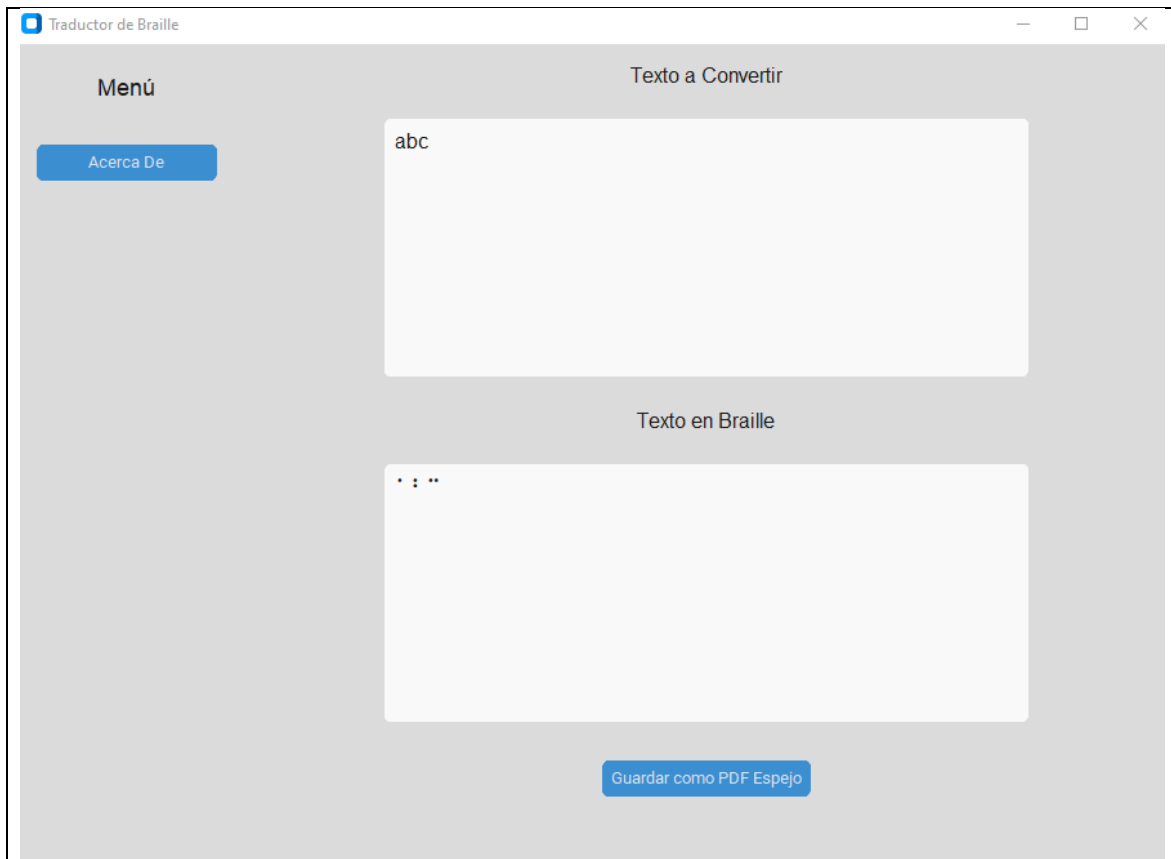 Traductor de Braille
Menú
Acerca De
Texto a Convertir
abc
Texto en Braille
⠁⠃⠉
Guardar como PDF Espejo